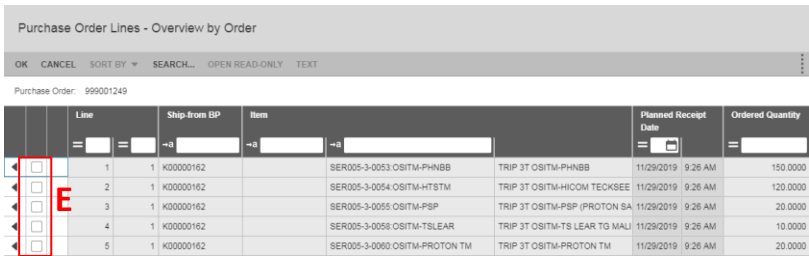 Purchase Order Lines - Overview by Order
OK CANCEL SORT BY SEARCH... OPEN READ-ONLY TEXT
Purchase Order: 999001249
Line Ship-from BP Item Planned Receipt Date Ordered Quantity
= = →a →a →a = =
1 1 K00000162 SER005-3-0053:OSITM-PHNBB TRIP 3T OSITM-PHNBB 11/29/2019 9:26 AM 150.0000
2 1 K00000162 SER005-3-0054:OSITM-HTSTM TRIP 3T OSITM-HICOM TECKSEE 11/29/2019 9:26 AM 120.0000
3 1 K00000162 SER005-3-0055:OSITM-PSP TRIP 3T OSITM-PSP (PROTON SA 11/29/2019 9:26 AM 20.0000
4 1 K00000162 SER005-3-0058:OSITM-TSLEAR TRIP 3T OSITM-TS LEAR TG MALI 11/29/2019 9:26 AM 10.0000
5 1 K00000162 SER005-3-0060:OSITM-PROTON TM TRIP 3T OSITM-PROTON TM 11/29/2019 9:26 AM 20.0000
E